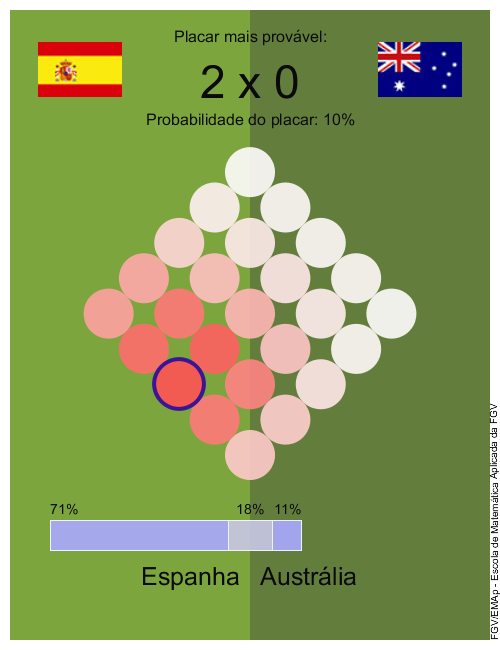 Placar mais provável:
2 x 0
Probabilidade do placar: 10%
71%
18%
11%
Espanha
Austrália
FGV/EMAp - Escola de Matemática Aplicada da FGV